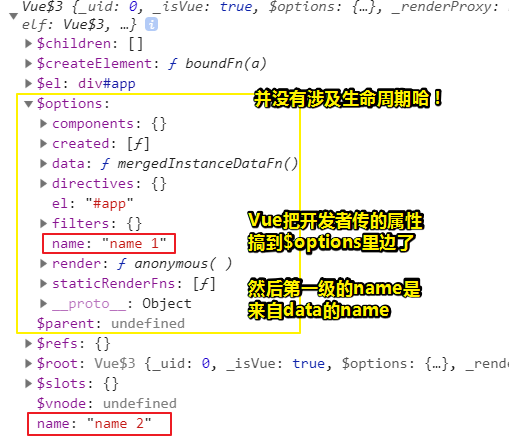 Vue$3 {_uid: 0, _isVue: true, $options: {…}, _renderProxy:
elf: Vue$3, …} i
$children: []
$createElement: ƒ boundFn(a)
$el: div#app
$options:
并没有涉及生命周期哈！
components: {}
created: [ƒ]
data: ƒ mergedInstanceDataFn()
directives: {}
el: "#app"
filters: {}
Vue把开发者传的属性
搞到$options里边了
name: "name 1"
render: ƒ anonymous( )
staticRenderFns: [ƒ]
然后第一级的name是
来自data的name
__proto__: Object
$parent: undefined
$refs: {}
$root: Vue$3 {_uid: 0, _isVue: true, $options: {…}, _rende
$slots: {}
$vnode: undefined
name: "name 2"